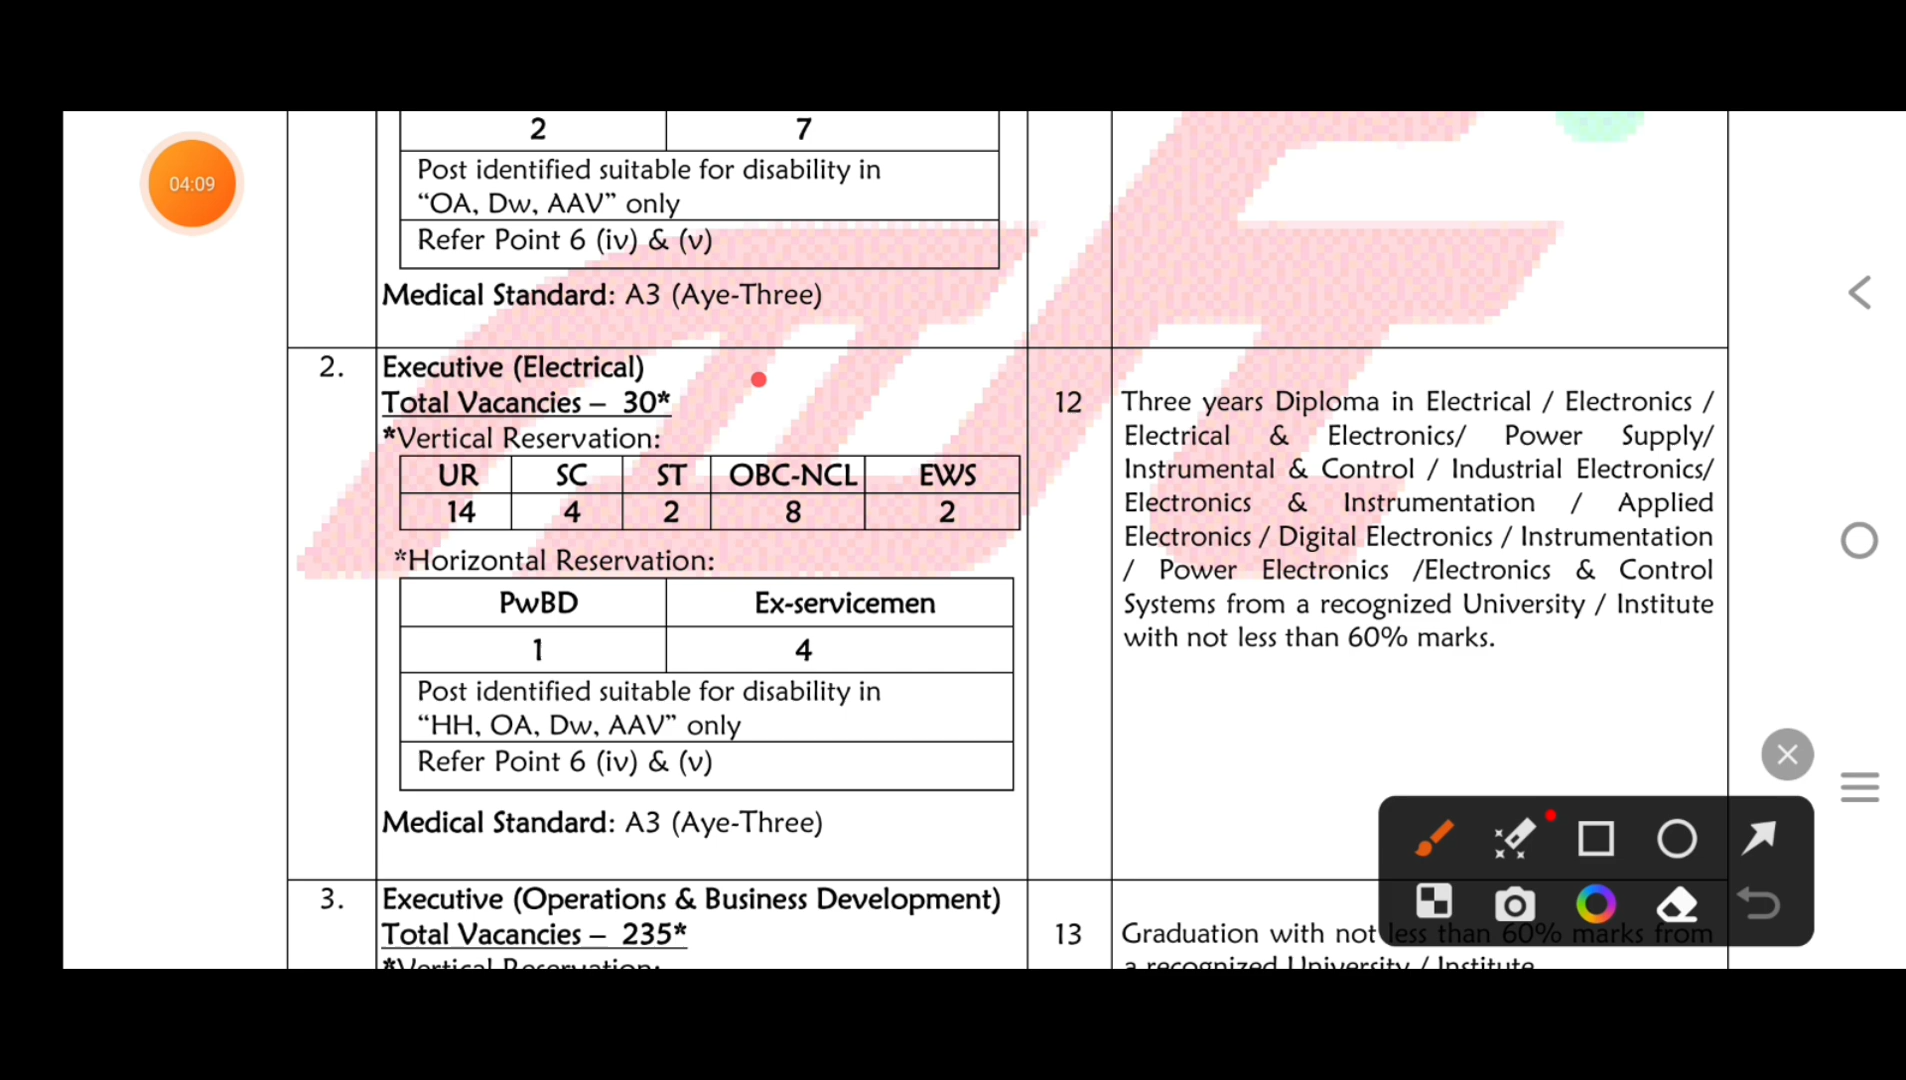 2 7
Post identified suitable for disability in
“OA, Dw, AAV” only
Refer Point 6 (iv) & (v)
Medical Standard: A3 (Aye-Three)
04:09
2. Executive (Electrical)
Total Vacancies – 30*
*Vertical Reservation:
UR SC ST OBC-NCL EWS
14 4 2 8 2
*Horizontal Reservation:
PwBD Ex-servicemen
1 4
Post identified suitable for disability in
“HH, OA, Dw, AAV” only
Refer Point 6 (iv) & (v)
Medical Standard: A3 (Aye-Three)
12
Three years Diploma in Electrical / Electronics /
Electrical & Electronics/ Power Supply/
Instrumental & Control / Industrial Electronics/
Electronics & Instrumentation / Applied
Electronics / Digital Electronics / Instrumentation
/ Power Electronics /Electronics & Control
Systems from a recognized University / Institute
with not less than 60% marks.
3. Executive (Operations & Business Development)
Total Vacancies – 235*
*Vertical Reservation:
13
Graduation with not less than 60% marks from
a recognized University / Institute